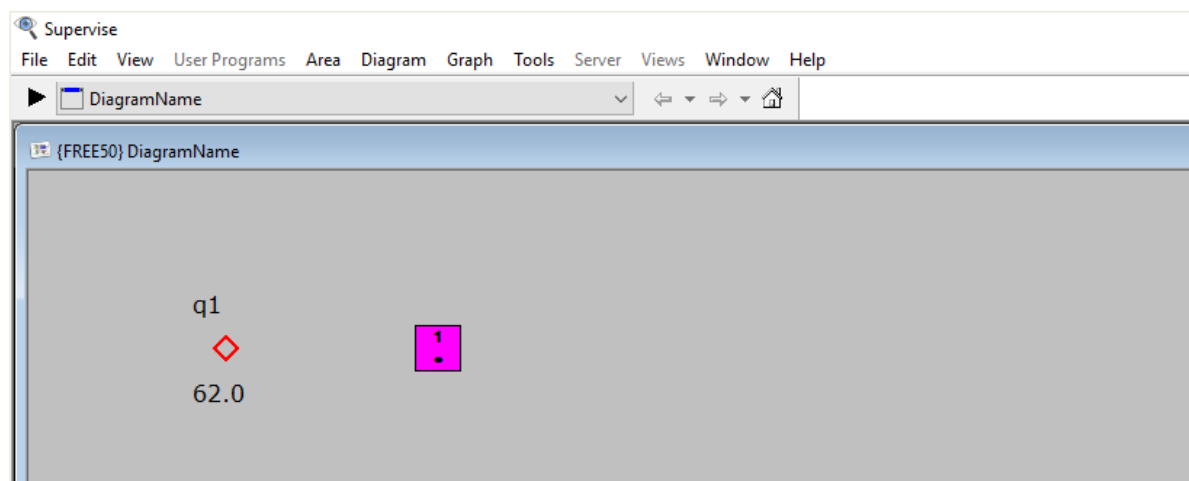 Supervise
File Edit View User Programs Area Diagram Graph Tools Server Views Window Help
DiagramName
{FREE50} DiagramName
q1
1
62.0